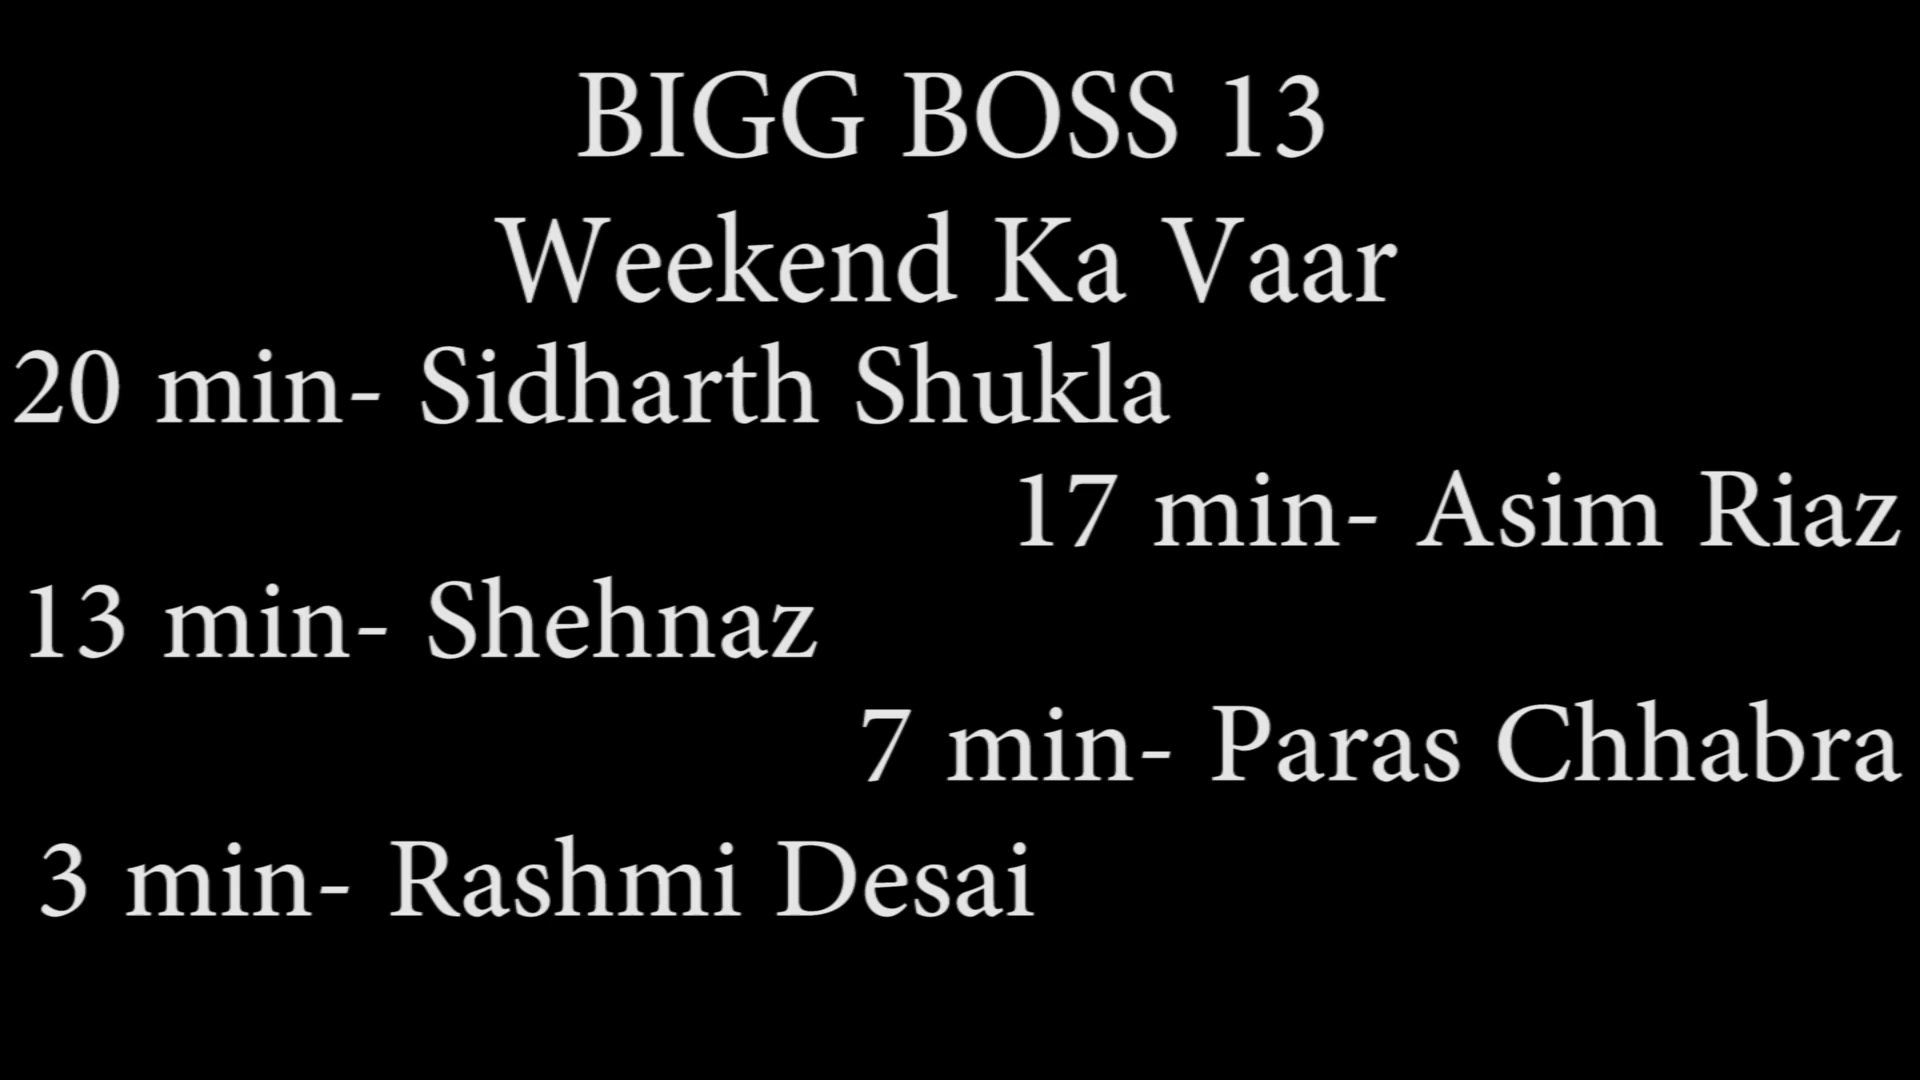 BIGG BOSS 13
Weekend Ka Vaar
20 min- Sidharth Shukla
17 min- Asim Riaz
13 min- Shehnaz
7 min- Paras Chhabra
3 min- Rashmi Desai